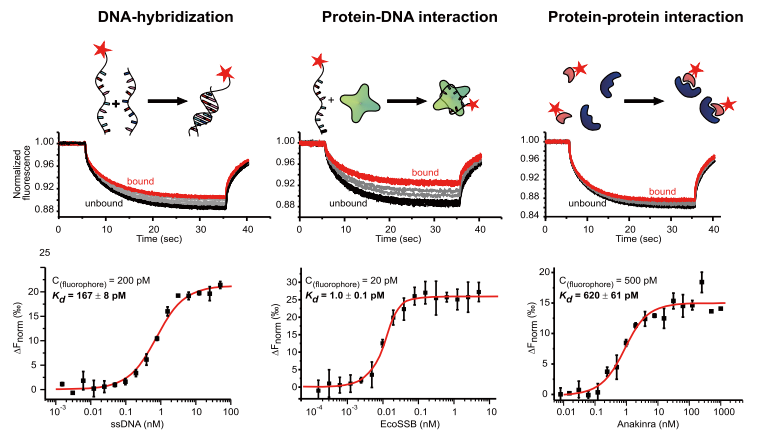 DNA-hybridization
Protein-DNA interaction
Protein-protein interaction
+
+
Normalized
fluorescence
1.00
0.96
0.92
0.88
bound
unbound
0
10
20
30
40
Time (sec)
1.00
0.96
0.92
0.88
bound
unbound
0
10
20
30
40
Time (sec)
1.00
0.96
0.92
0.88
0.84
bound
unbound
0
10
20
30
40
Time (sec)
25
ΔFnorm (‰)
20
15
10
5
0
C(fluorophore) = 200 pM
Kd = 167 ± 8 pM
10⁻³
0.01
0.1
1
10
100
ssDNA (nM)
ΔFnorm (‰)
30
25
20
15
10
5
0
C(fluorophore) = 20 pM
Kd = 1.0 ± 0.1 pM
10⁻⁴
10⁻³
0.01
0.1
1
10
EcoSSB (nM)
ΔFnorm (‰)
20
15
10
5
0
C(fluorophore) = 500 pM
Kd = 620 ± 61 pM
0.01
0.1
1
10
100
1000
Anakinra (nM)